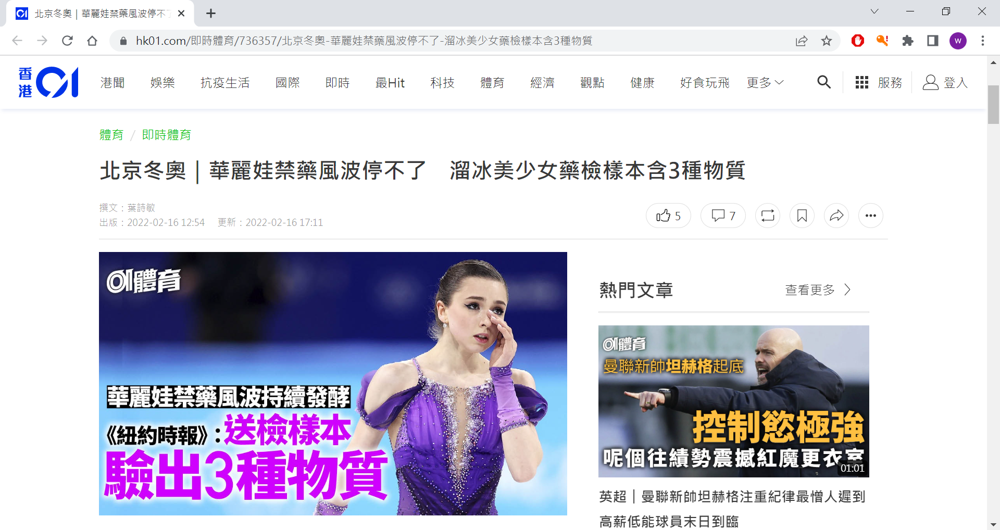 北京冬奧｜華麗娃禁藥風波停不了
hk01.com/即時體育/736357/北京冬奧-華麗娃禁藥風波停不了-溜冰美少女藥檢樣本含3種物質
W
香港01
港聞 娛樂 抗疫生活 國際 即時 最Hit 科技 體育 經濟 觀點 健康 好食玩飛 更多 服務 登入
體育 / 即時體育
北京冬奧｜華麗娃禁藥風波停不了　溜冰美少女藥檢樣本含3種物質
撰文：葉詩敏
出版：2022-02-16 12:54 更新：2022-02-16 17:11
5 7
01體育
華麗娃禁藥風波持續發酵
《紐約時報》：送檢樣本
驗出3種物質
熱門文章 查看更多
01體育
曼聯新帥坦赫格起底
控制慾極強
呢個往績勢震撼紅魔更衣室
01:01
英超｜曼聯新帥坦赫格注重紀律最憎人遲到
高薪低能球員末日到臨